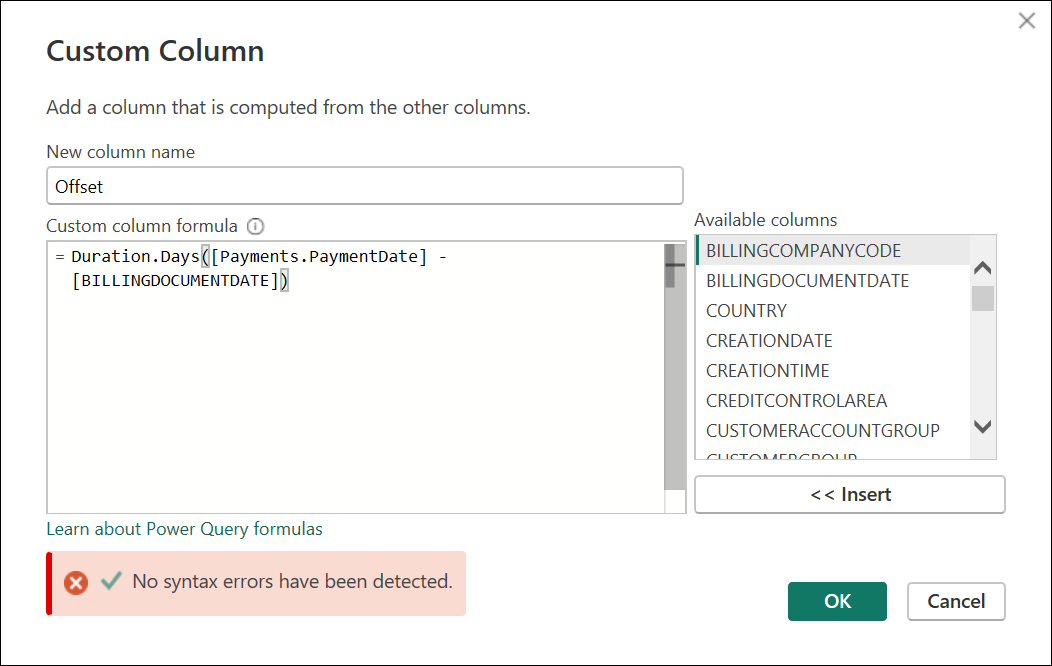 Custom Column
Add a column that is computed from the other columns.
New column name
Offset
Custom column formula
= Duration.Days([Payments.PaymentDate] -
[BILLINGDOCUMENTDATE])
Available columns
BILLINGCOMPANYCODE
BILLINGDOCUMENTDATE
COUNTRY
CREATIONDATE
CREATIONTIME
CREDITCONTROLAREA
CUSTOMERACCOUNTGROUP
CUSTOMERGROUP
<< Insert
Learn about Power Query formulas
No syntax errors have been detected.
OK
Cancel